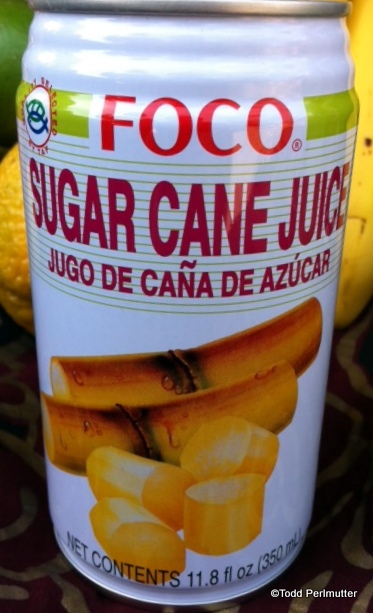 FOCO®
SUGAR CANE JUICE
JUGO DE CAÑA DE AZÚCAR
NET CONTENTS 11.8 fl oz (350 mL)
©Todd Perlmutter